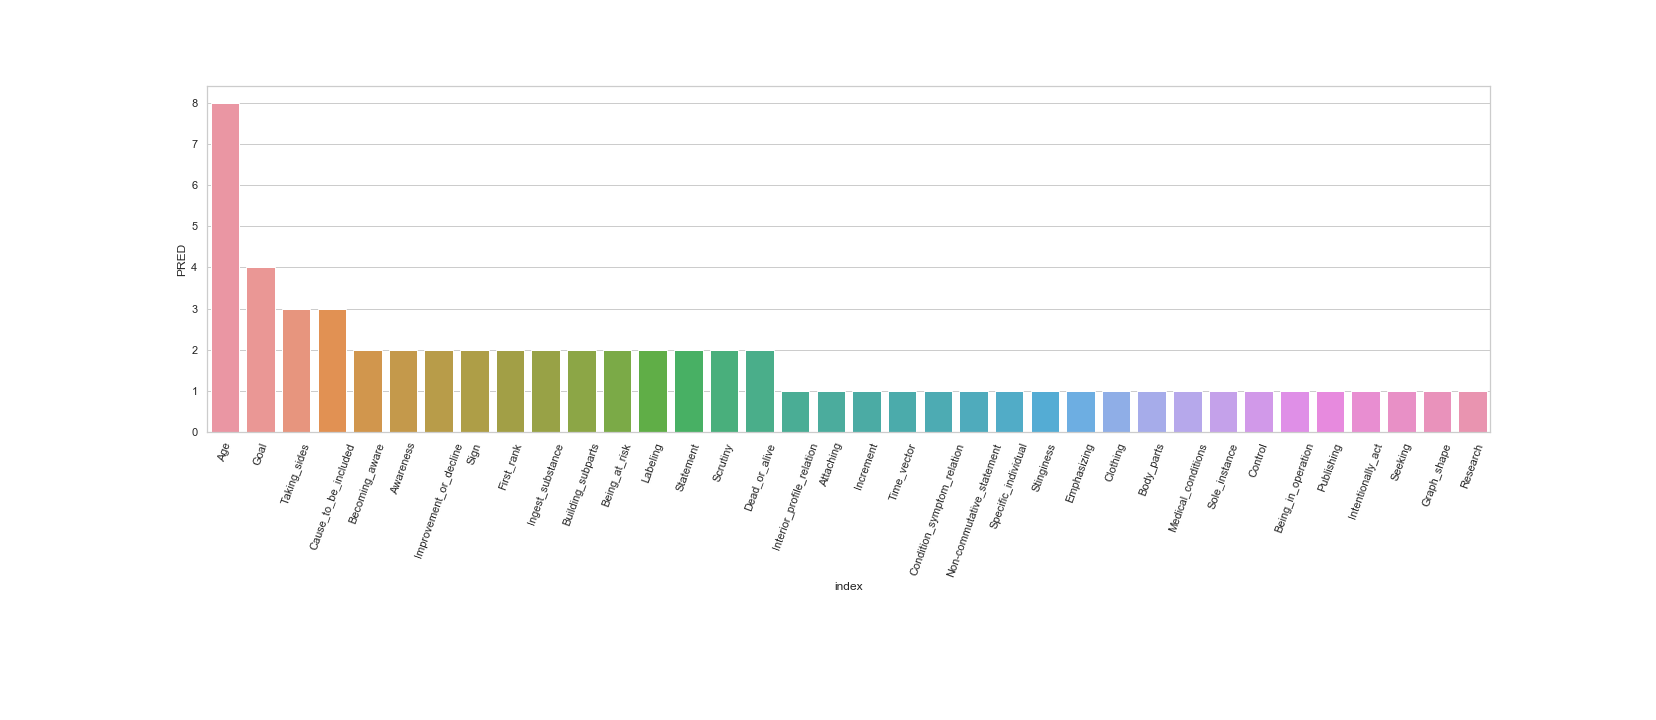 8
7
6
5
4
3
2
1
0
PRED
Age
Goal
Taking_sides
Cause_to_be_included
Becoming_aware
Awareness
Improvement_or_decline
Sign
First_rank
Ingest_substance
Building_subparts
Being_at_risk
Labeling
Statement
Scrutiny
Dead_or_alive
Interior_profile_relation
Attaching
Increment
Time_vector
Condition_symptom_relation
Non-commutative_statement
Specific_individual
Stinginess
Emphasizing
Clothing
Body_parts
Medical_conditions
Sole_instance
Control
Being_in_operation
Publishing
Intentionally_act
Seeking
Graph_shape
Research
index